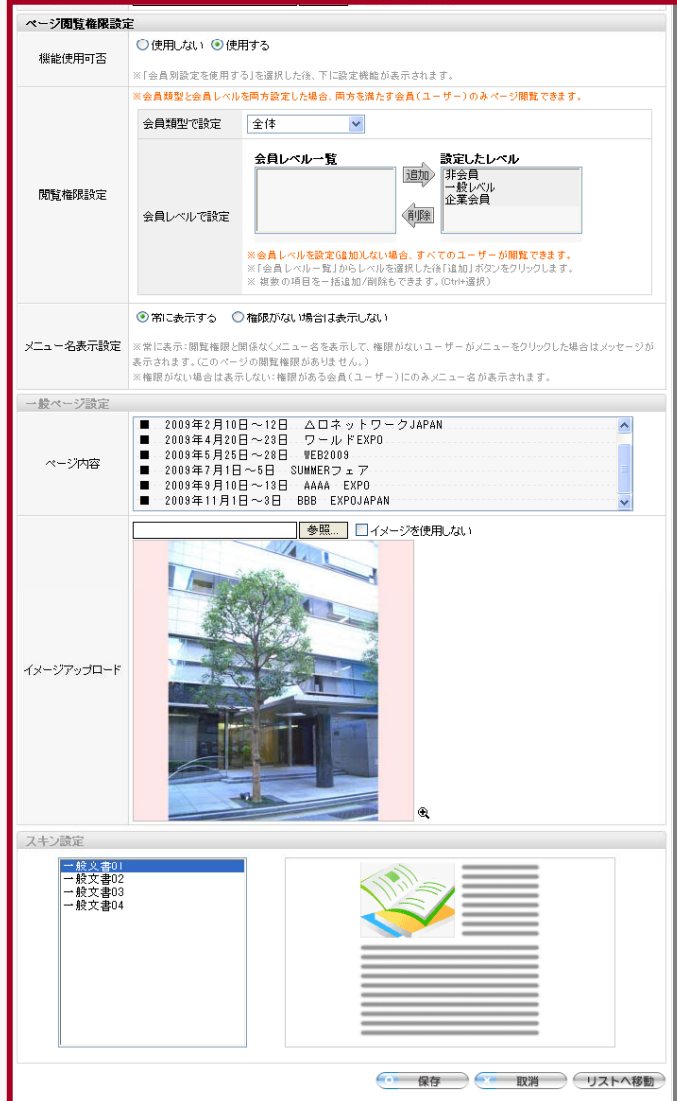 ページ閲覧権限設定
機能使用可否
使用しない 使用する
※「会員別設定を使用する」を選択した後、下に設定機能が表示されます。
※会員類型と会員レベルを両方設定した場合、両方を満たす会員(ユーザー)のみページ閲覧できます。
閲覧権限設定
会員類型で設定 全体
会員レベルで設定
会員レベル一覧 設定したレベル
追加
非会員
一般レベル
企業会員
削除
※会員レベルを設定(追加)しない場合、すべてのユーザーが閲覧できます。
※「会員レベル一覧」からレベルを選択した後「追加」ボタンをクリックします。
※ 複数の項目を一括追加/削除もできます。(Ctrl+選択)
メニュー名表示設定
常に表示する 権限がない場合は表示しない
※常に表示:閲覧権限と関係なくメニュー名を表示して、権限がないユーザーがメニューをクリックした場合はメッセージが
表示されます。(このページの閲覧権限がありません。)
※権限がない場合は表示しない:権限がある会員(ユーザー)にのみメニュー名が表示されます。
一般ページ設定
ページ内容
■ 2009年2月10日~12日 △ロネットワークJAPAN
■ 2009年4月20日~23日 ワールドEXPO
■ 2009年5月25日~28日 WEB2009
■ 2009年7月1日~5日 SUMMERフェア
■ 2009年9月10日~13日 AAAA EXPO
■ 2009年11月1日~3日 BBB EXPOJAPAN
イメージアップロード
参照... イメージを使用しない
スキン設定
一般文書01
一般文書02
一般文書03
一般文書04
保存 取消 リストへ移動